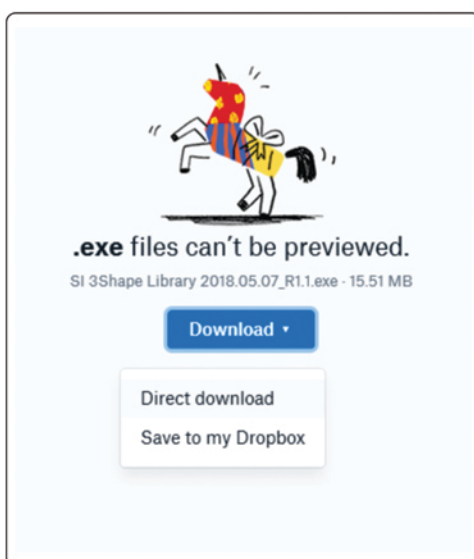 .exe files can't be previewed.
SI 3Shape Library 2018.05.07_R1.1.exe · 15.51 MB
Download
Direct download
Save to my Dropbox